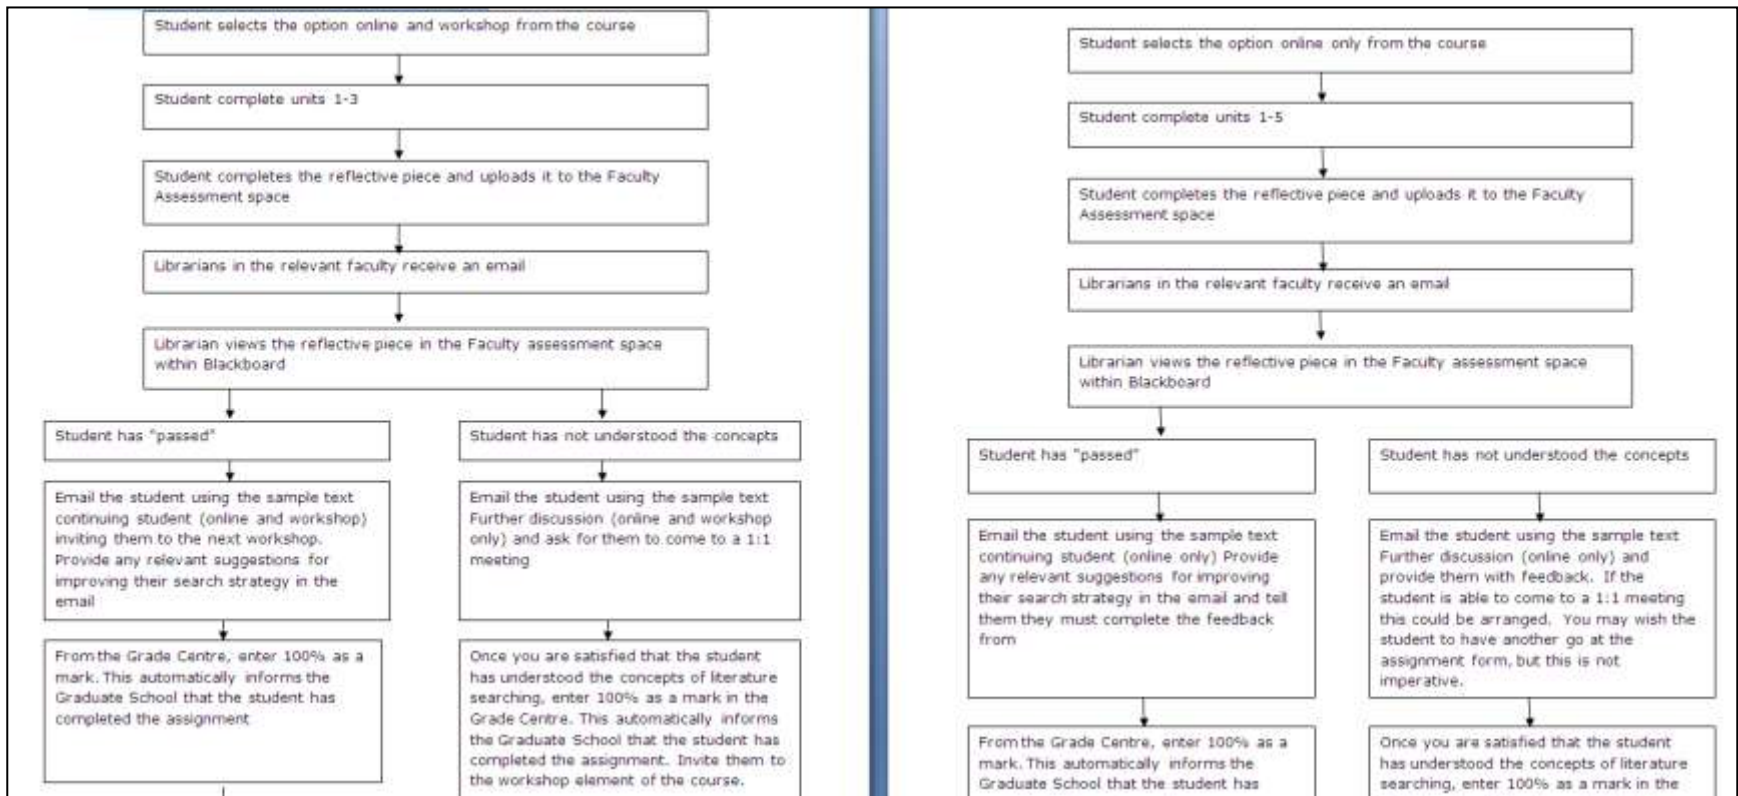 Student selects the option online and workshop from the course
Student complete units 1-3
Student completes the reflective piece and uploads it to the Faculty
Assessment space
Librarians in the relevant faculty receive an email
Librarian views the reflective piece in the Faculty assessment space
within Blackboard
Student has "passed"
Email the student using the sample text
continuing student (online and workshop)
inviting them to the next workshop.
Provide any relevant suggestions for
improving their search strategy in the
email
From the Grade Centre, enter 100% as a
mark. This automatically informs the
Graduate School that the student has
completed the assignment
Student has not understood the concepts
Email the student using the sample text
Further discussion (online and workshop
only) and ask for them to come to a 1:1
meeting
Once you are satisfied that the student
has understood the concepts of literature
searching, enter 100% as a mark in the
Grade Centre. This automatically informs
the Graduate School that the student has
completed the assignment. Invite them to
the workshop element of the course.
Student selects the option online only from the course
Student complete units 1-5
Student completes the reflective piece and uploads it to the Faculty
Assessment space
Librarians in the relevant faculty receive an email
Librarian views the reflective piece in the Faculty assessment space
within Blackboard
Student has "passed"
Email the student using the sample text
continuing student (online only) Provide
any relevant suggestions for improving
their search strategy in the email and tell
them they must complete the feedback
from
From the Grade Centre, enter 100% as a
mark. This automatically informs the
Graduate School that the student has
Student has not understood the concepts
Email the student using the sample text
Further discussion (online only) and
provide them with feedback. If the
student is able to come to a 1:1 meeting
this could be arranged. You may wish the
student to have another go at the
assignment form, but this is not
imperative.
Once you are satisfied that the student
has understood the concepts of literature
searching, enter 100% as a mark in the